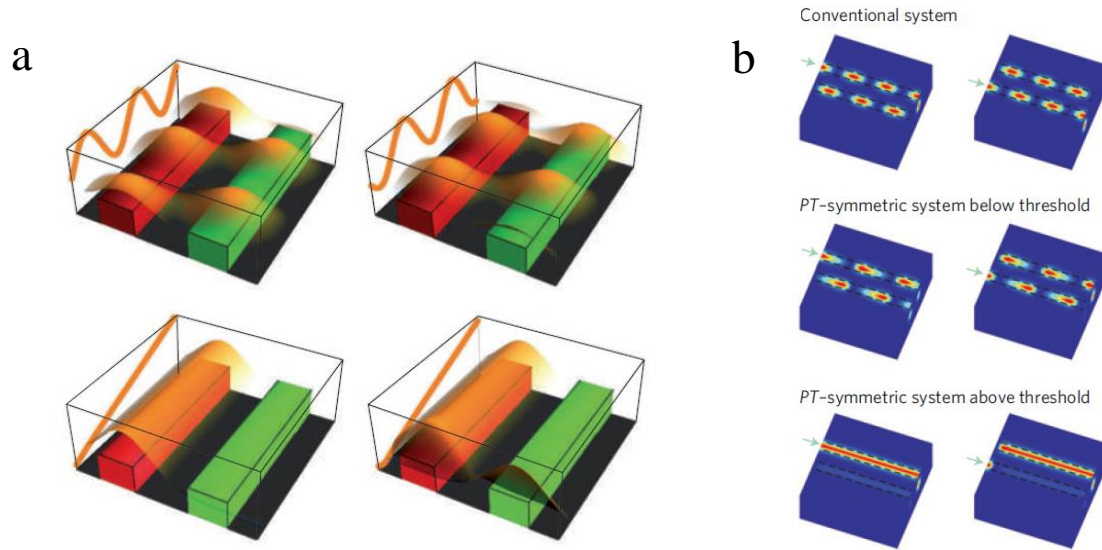 a
b
Conventional system
PT–symmetric system below threshold
PT–symmetric system above threshold